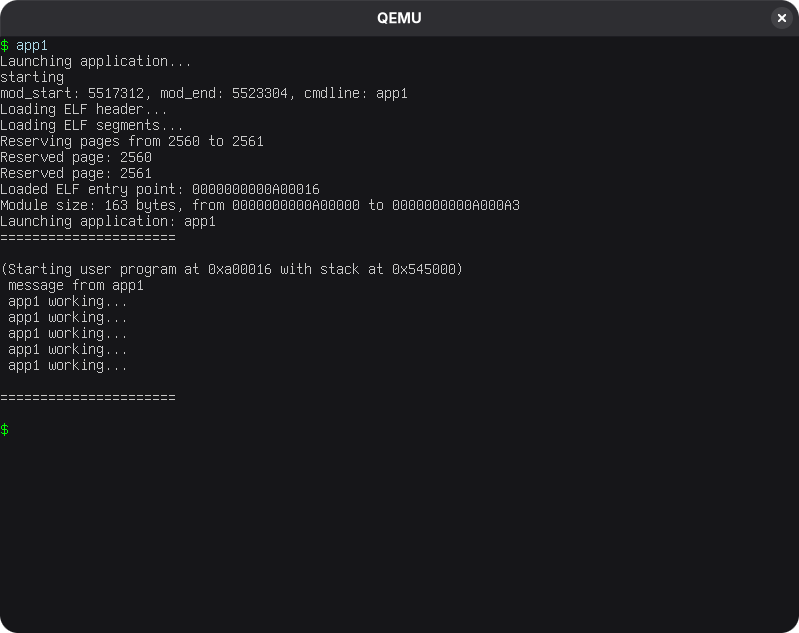 QEMU
$ app1
Launching application...
starting
mod_start: 5517312, mod_end: 5523304, cmdline: app1
Loading ELF header...
Loading ELF segments...
Reserving pages from 2560 to 2561
Reserved page: 2560
Reserved page: 2561
Loaded ELF entry point: 0000000000A00016
Module size: 163 bytes, from 0000000000A00000 to 0000000000A000A3
Launching application: app1
======================
(Starting user program at 0xa00016 with stack at 0x545000)
message from app1
app1 working...
app1 working...
app1 working...
app1 working...
app1 working...
======================
$